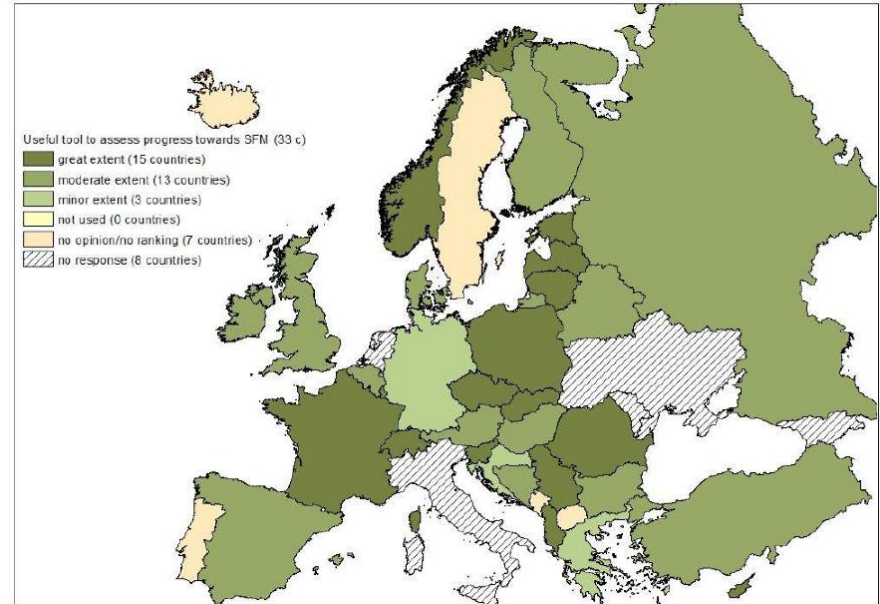 Useful tool to assess progress towards SFM (33 c)
great extent (15 countries)
moderate extent (13 countries)
minor extent (3 countries)
not used (0 countries)
no opinion/no ranking (7 countries)
no response (8 countries)